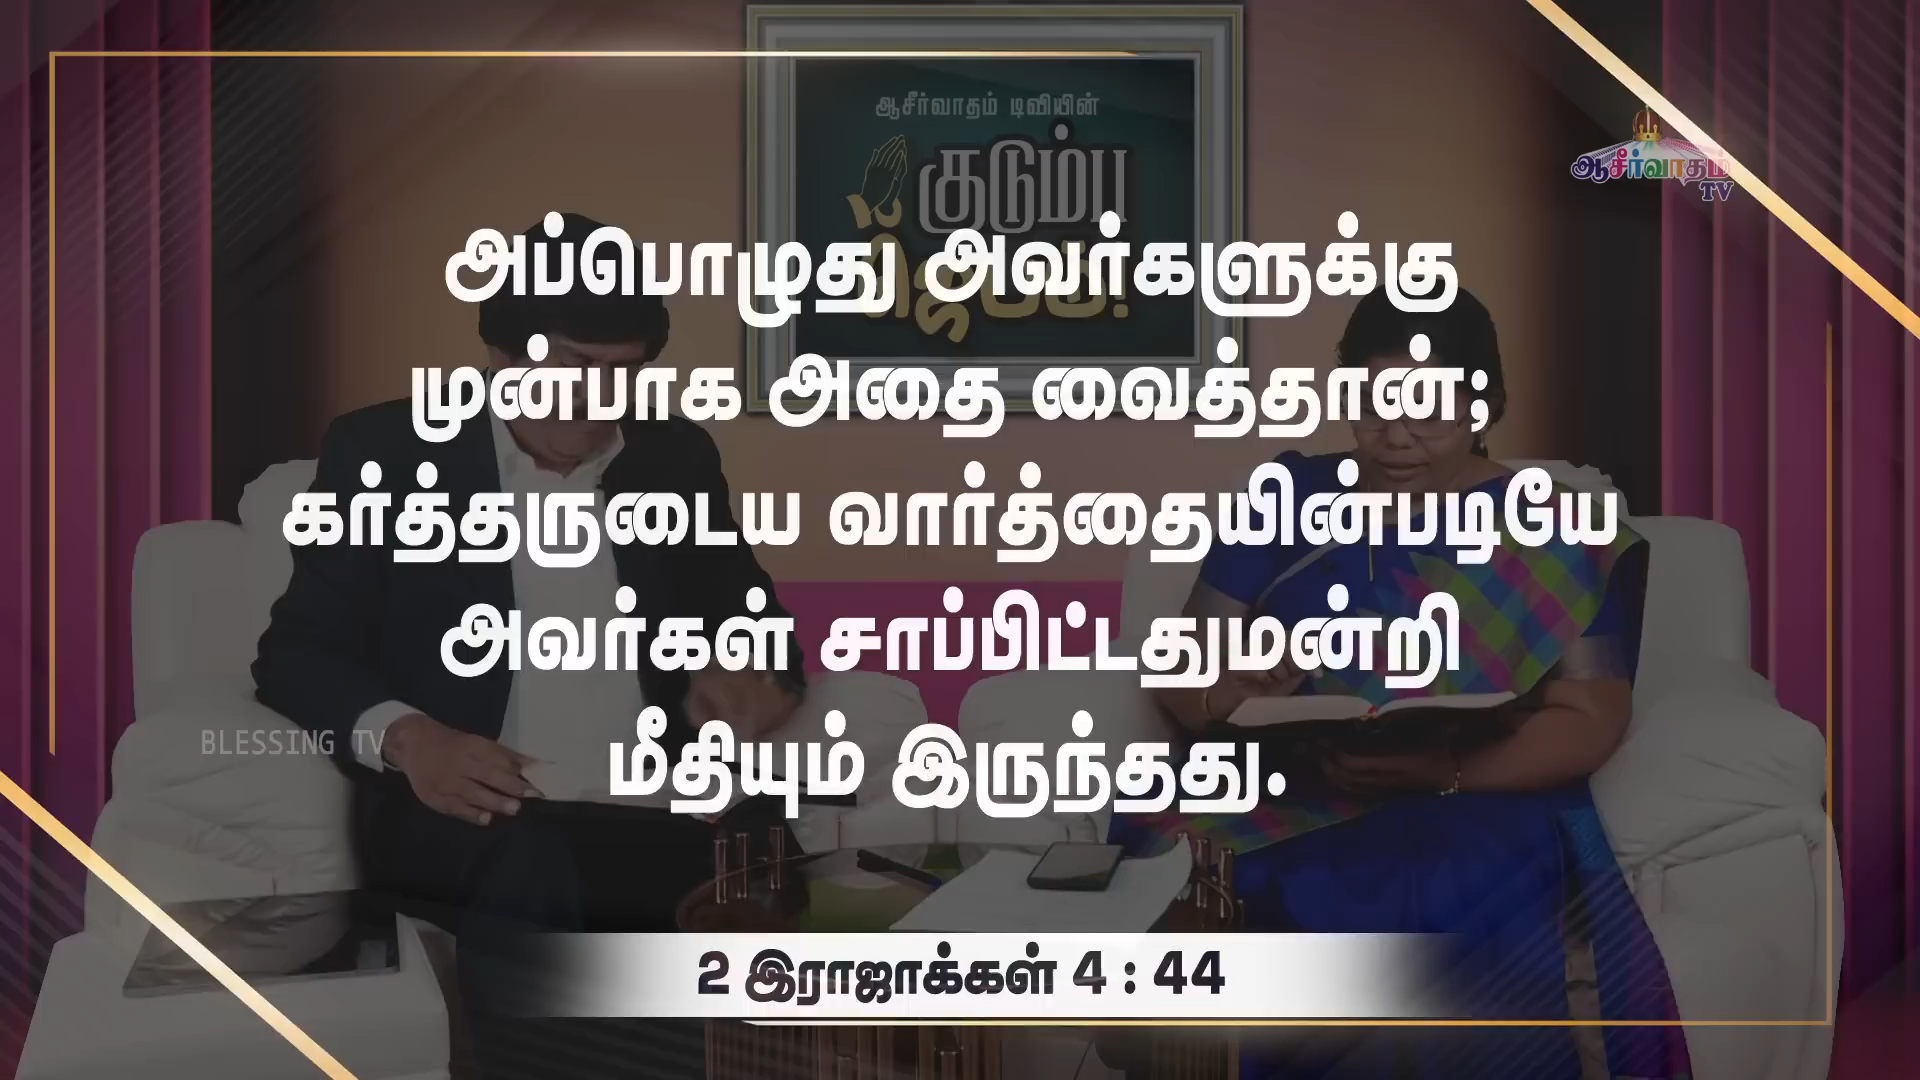 ஆசீர்வாதம் டிவியின்
குடும்ப
ஜெபம்!
ஆசீர்வாதம்
TV
அப்பொழுது அவர்களுக்கு
முன்பாக அதை வைத்தான்;
கர்த்தருடைய வார்த்தையின்படியே
அவர்கள் சாப்பிட்டதுமன்றி
மீதியும் இருந்தது.
BLESSING TV
2 இராஜாக்கள் 4 : 44